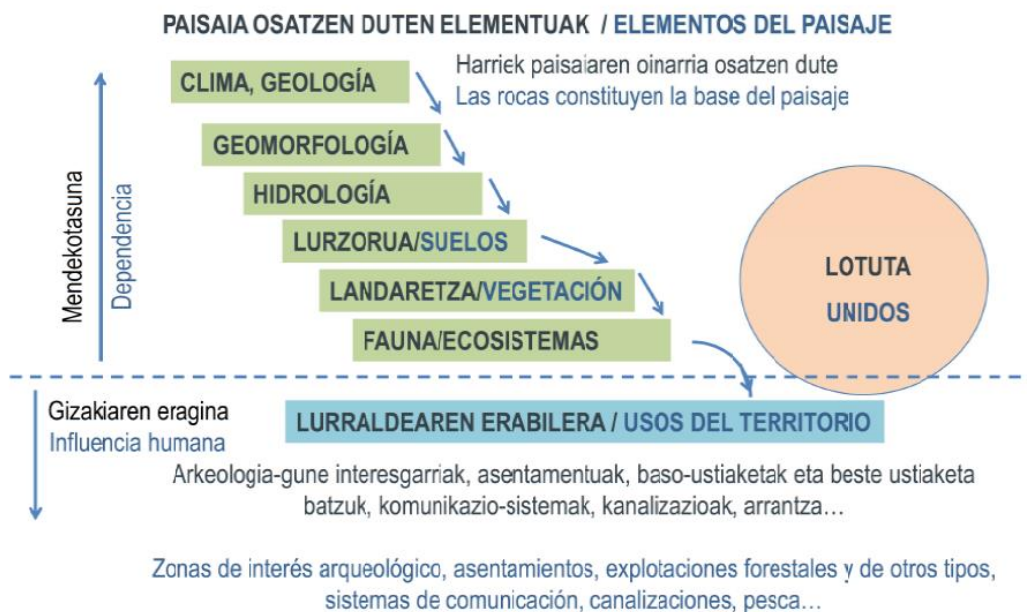 PAISAIA OSATZEN DUTEN ELEMENTUAK / ELEMENTOS DEL PAISAJE
Harriek paisaiaren oinarria osatzen dute
Las rocas constituyen la base del paisaje
CLIMA, GEOLOGÍA
GEOMORFOLOGÍA
HIDROLOGÍA
LURZORUA/SUELOS
LANDARETZA/VEGETACIÓN
FAUNA/ECOSISTEMAS
Mendekotasuna
Dependencia
LOTUTA
UNIDOS
Gizakiaren eragina
Influencia humana
LURRALDEAREN ERABILERA / USOS DEL TERRITORIO
Arkeologia-gune interesgarriak, asentamentuak, baso-ustiaketak eta beste ustiaketa
batzuk, komunikazio-sistemak, kanalizazioak, arrantza...
Zonas de interés arqueológico, asentamientos, explotaciones forestales y de otros tipos,
sistemas de comunicación, canalizaciones, pesca...